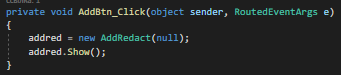 private void AddBtn_Click(object sender, RoutedEventArgs e)
{
addred = new AddRedact(null);
addred.Show();
}